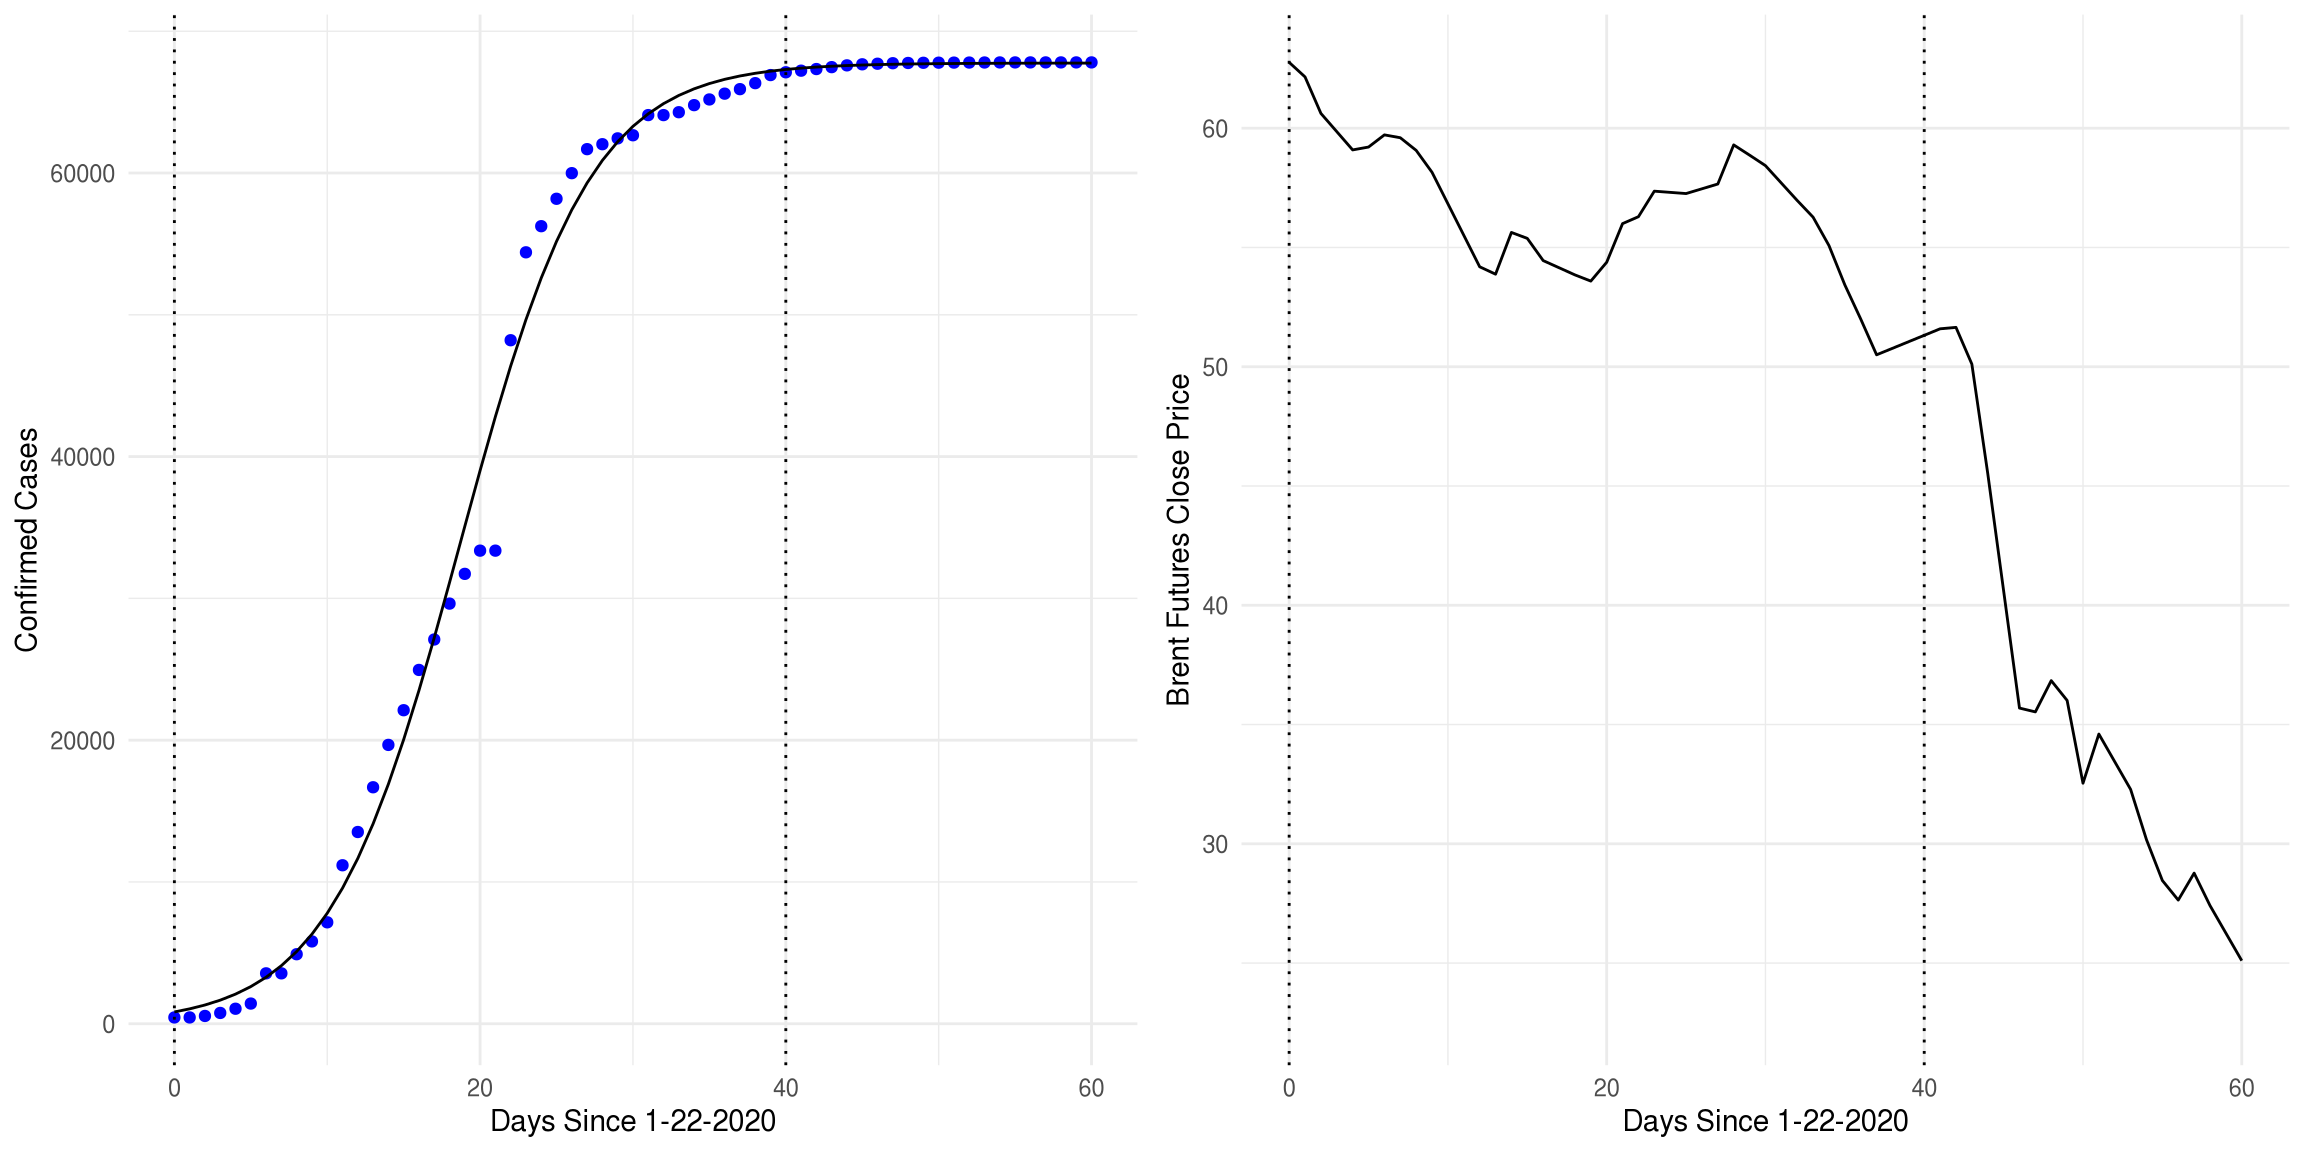 Confirmed Cases
60000
40000
20000
0
0 20 40 60
Days Since 1-22-2020
Brent Futures Close Price
60
50
40
30
0 20 40 60
Days Since 1-22-2020